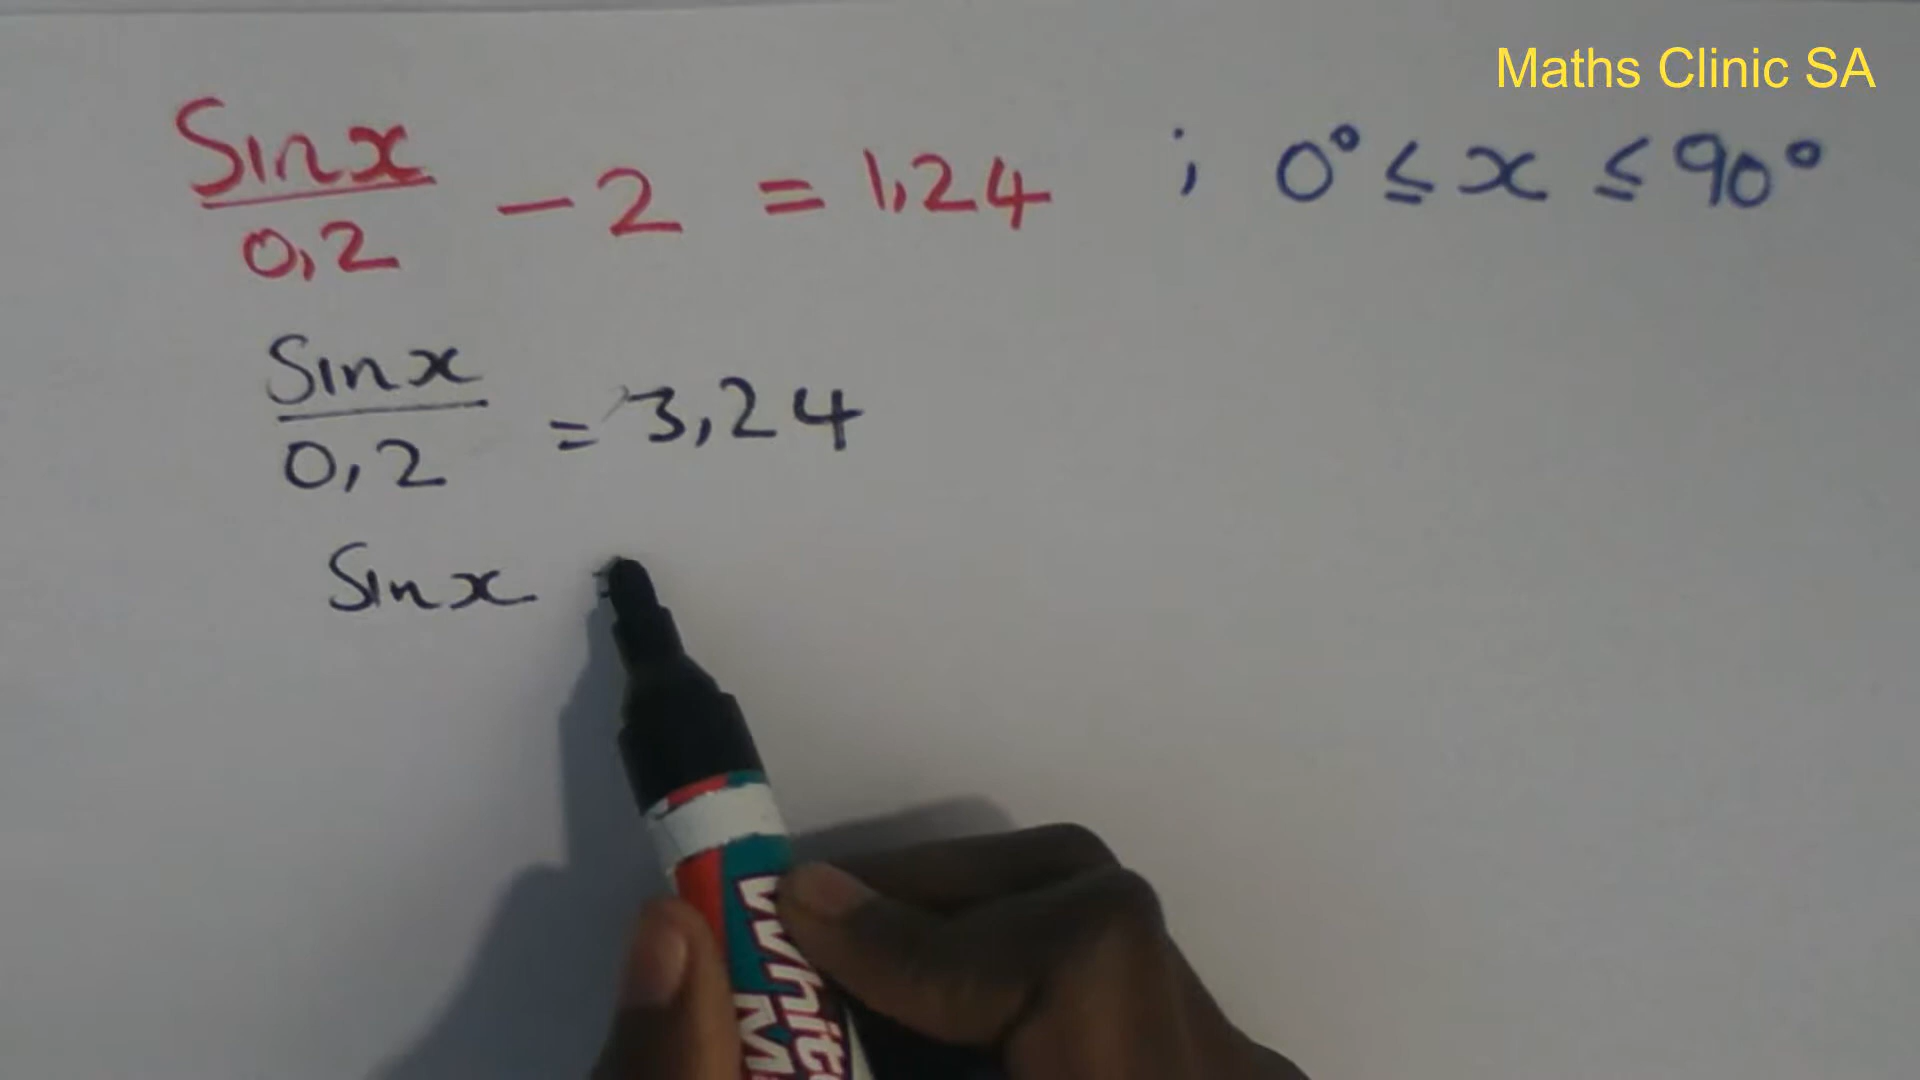 Maths Clinic SA
Sinx/0,2 - 2 = 1,24 ; 0° ≤ x ≤ 90°
Sinx/0,2 = 3,24
Sinx
White
M